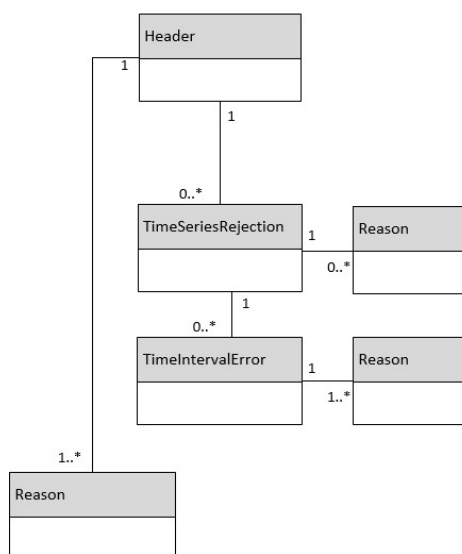 Header
1
1
0..*
TimeSeriesRejection
1
Reason
0..*
1
0..*
TimeIntervalError
1
Reason
1..*
1..*
Reason